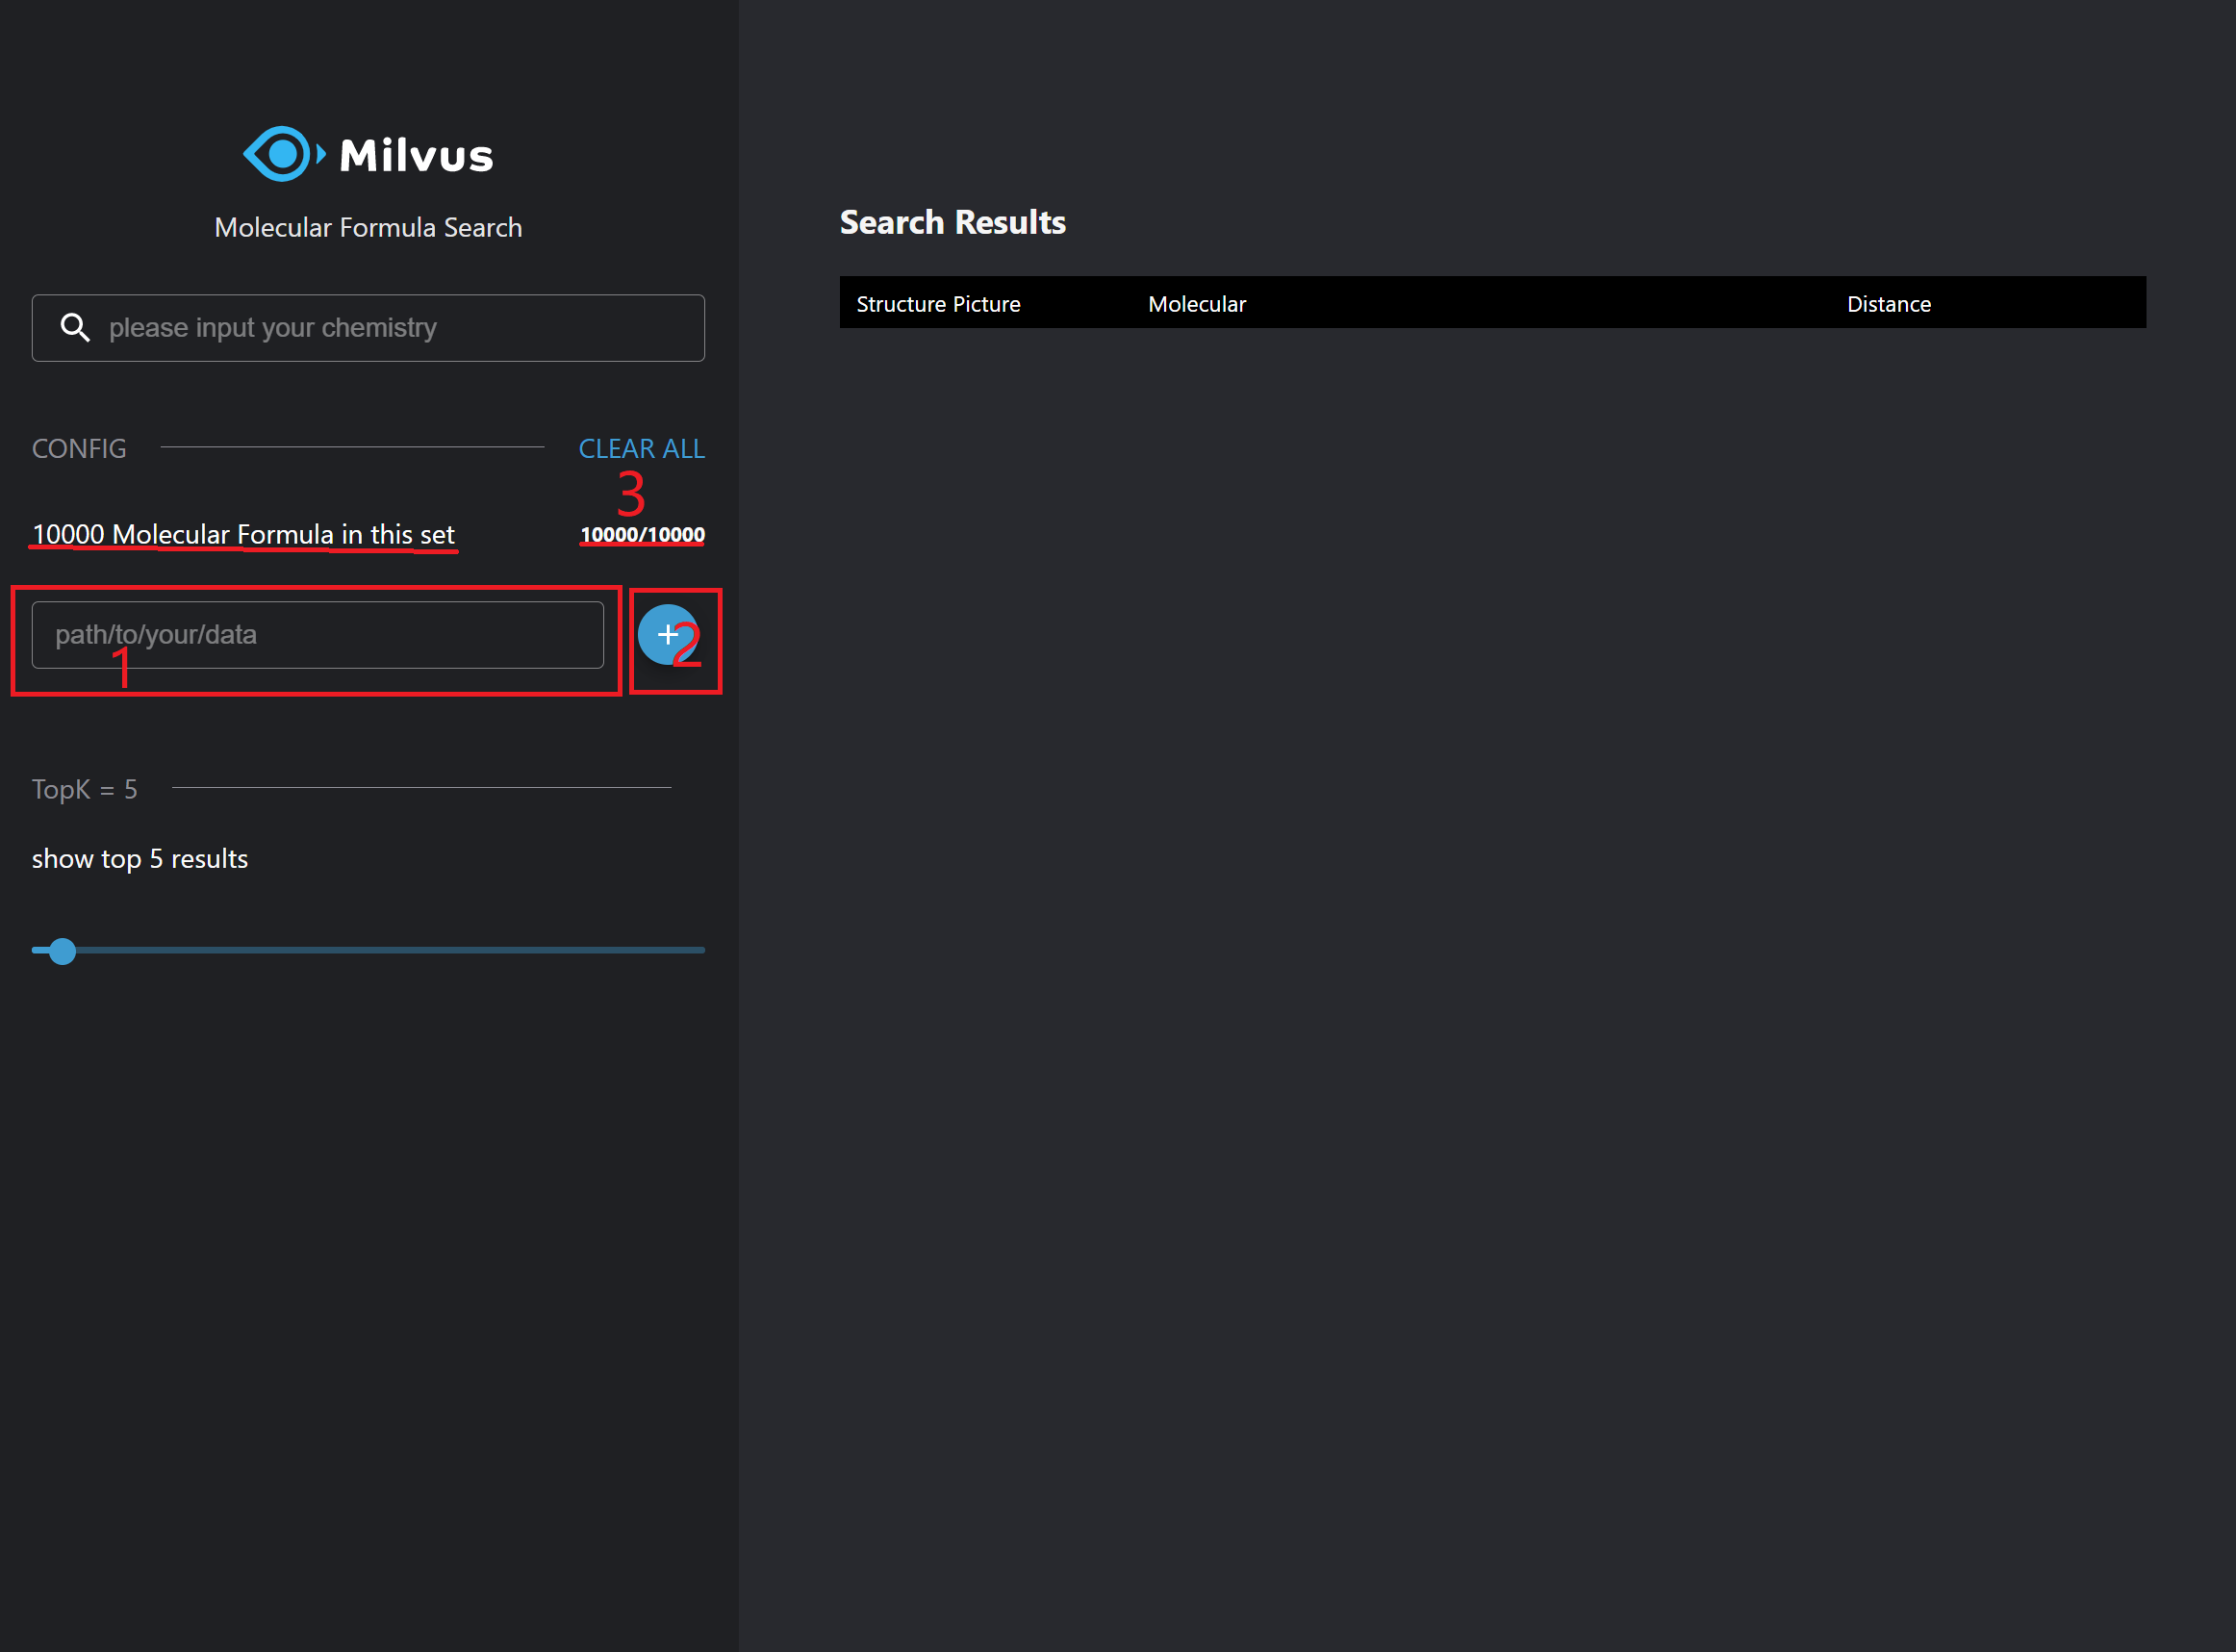 Milvus
Molecular Formula Search
please input your chemistry
CONFIG CLEAR ALL
3
10000 Molecular Formula in this set 10000/10000
path/to/your/data + 2
1
TopK = 5
show top 5 results
Search Results
Structure Picture Molecular Distance